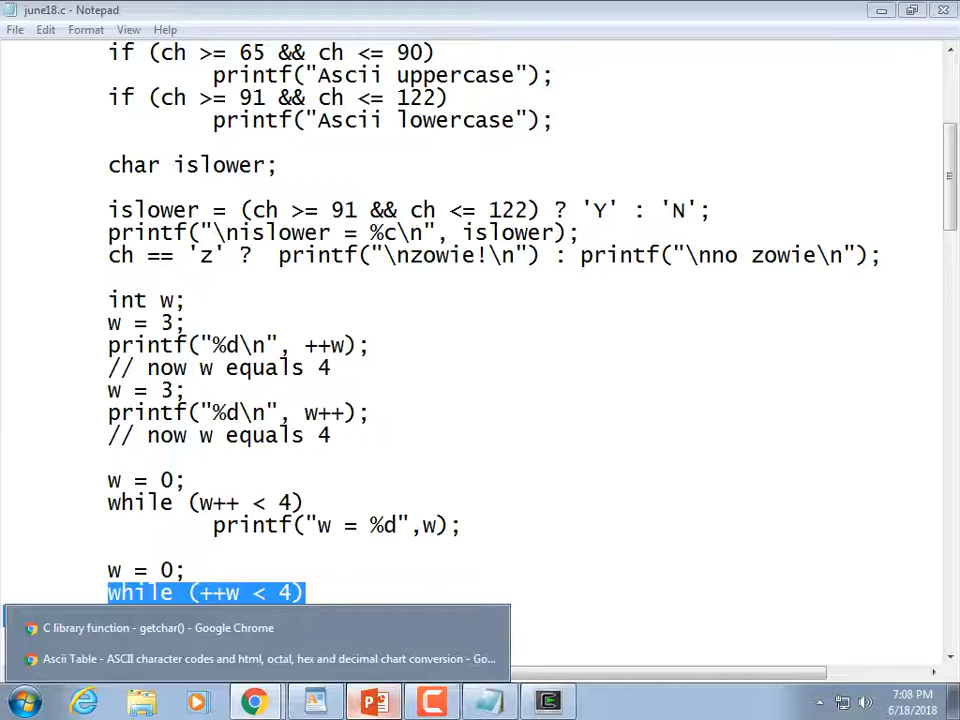 june18.c - Notepad
File Edit Format View Help
if (ch >= 65 && ch <= 90)
printf("Ascii uppercase");
if (ch >= 91 && ch <= 122)
printf("Ascii lowercase");
char islower;
islower = (ch >= 91 && ch <= 122) ? 'Y' : 'N';
printf("\nislower = %c\n", islower);
ch == 'z' ?  printf("\nzowie!\n") : printf("\nno zowie\n");
int w;
w = 3;
printf("%d\n", ++w);
// now w equals 4
w = 3;
printf("%d\n", w++);
// now w equals 4
w = 0;
while (w++ < 4)
printf("w = %d",w);
w = 0;
while (++w < 4)
C library function - getchar() - Google Chrome
Ascii Table - ASCII character codes and html, octal, hex and decimal chart conversion - Go...
7:08 PM
6/18/2018